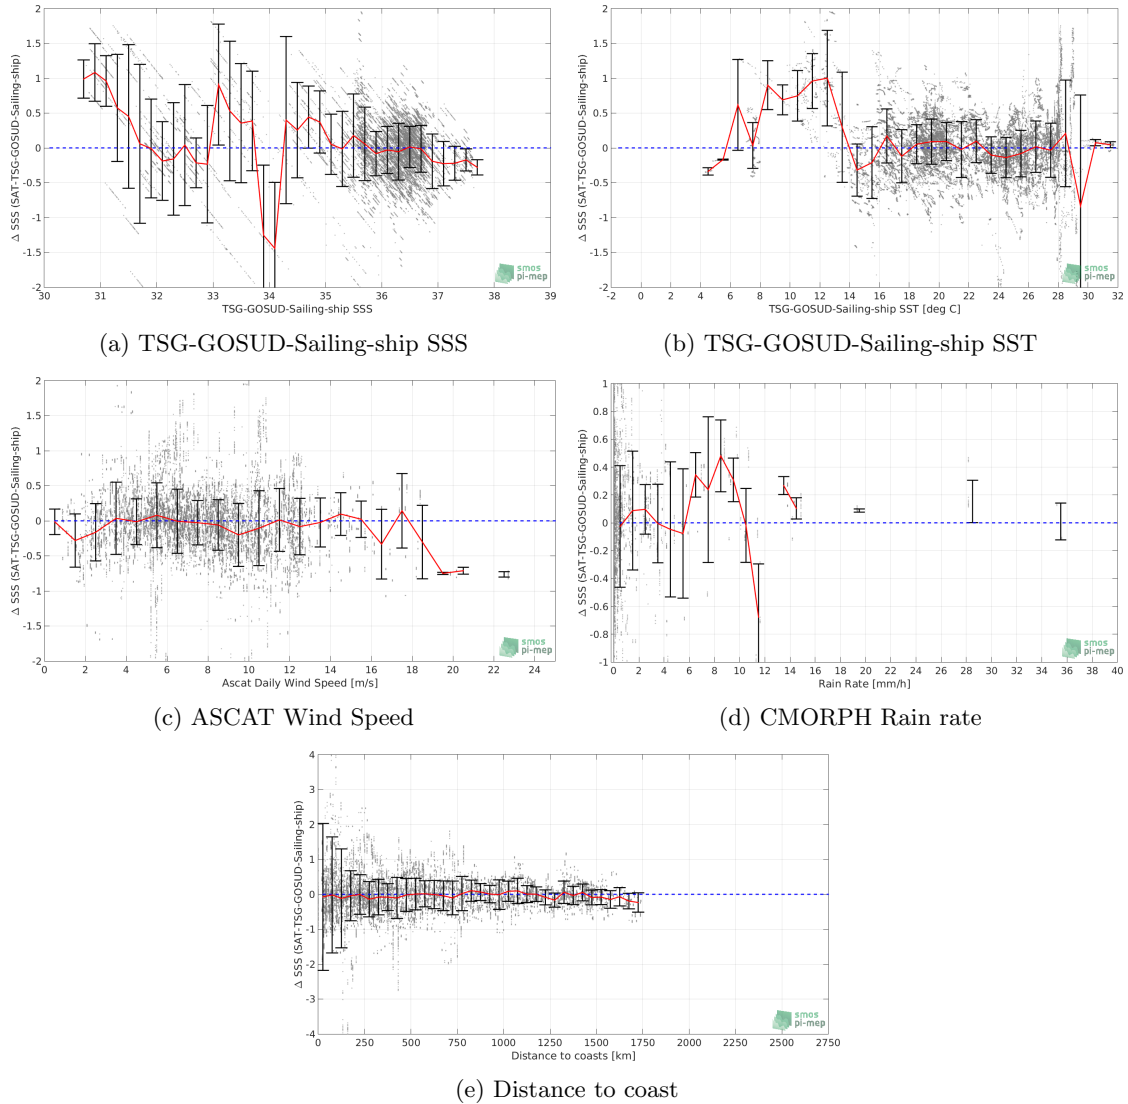 2
1.5
1
0.5
0
-0.5
-1
-1.5
-2
Δ SSS (SAT-TSG-GOSUD-Sailing-ship)
30 31 32 33 34 35 36 37 38 39
TSG-GOSUD-Sailing-ship SSS
smos
pi-mep
(a) TSG-GOSUD-Sailing-ship SSS
2
1.5
1
0.5
0
-0.5
-1
-1.5
-2
Δ SSS (SAT-TSG-GOSUD-Sailing-ship)
-2 0 2 4 6 8 10 12 14 16 18 20 22 24 26 28 30 32
TSG-GOSUD-Sailing-ship SST [deg C]
smos
pi-mep
(b) TSG-GOSUD-Sailing-ship SST
2
1.5
1
0.5
0
-0.5
-1
-1.5
-2
Δ SSS (SAT-TSG-GOSUD-Sailing-ship)
0 2 4 6 8 10 12 14 16 18 20 22 24
Ascat Daily Wind Speed [m/s]
smos
pi-mep
(c) ASCAT Wind Speed
1
0.8
0.6
0.4
0.2
0
-0.2
-0.4
-0.6
-0.8
-1
Δ SSS (SAT-TSG-GOSUD-Sailing-ship)
0 2 4 6 8 10 12 14 16 18 20 22 24 26 28 30 32 34 36 38 40
Rain Rate [mm/h]
smos
pi-mep
(d) CMORPH Rain rate
4
3
2
1
0
-1
-2
-3
-4
Δ SSS (SAT-TSG-GOSUD-Sailing-ship)
0 250 500 750 1000 1250 1500 1750 2000 2250 2500 2750
Distance to coasts [km]
smos
pi-mep
(e) Distance to coast